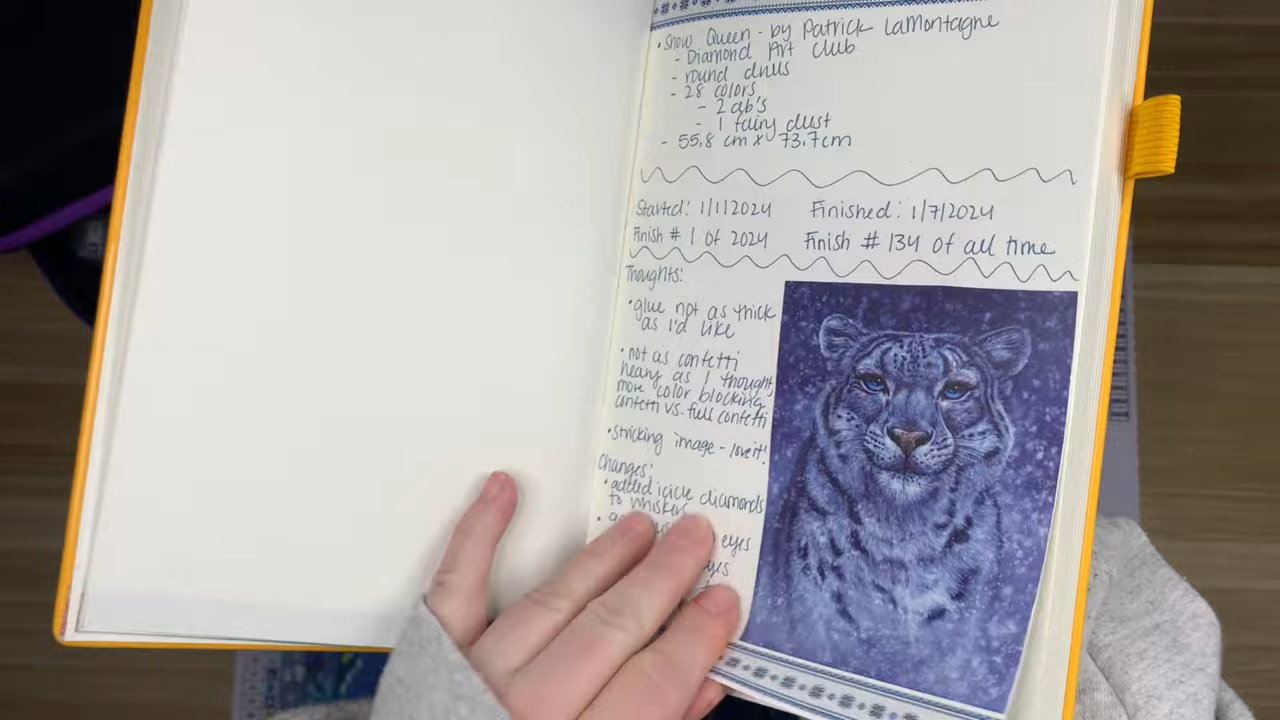 • Snow Queen - by Patrick LaMontagne
- Diamond Art Club
- round drills
- 28 colors
- 2 ab's
- 1 fairy dust
- 55.8 cm x 73.7cm
Started: 1/1/2024 Finished: 1/7/2024
Finish # 1 of 2024 Finish # 134 of all time
Thoughts:
• glue not as thick
as I'd like
• not as confetti
heavy as I thought,
more color blocking
confetti vs. full confetti
• stricking image - love it!
Changes:
• added icicle diamonds
to whiskers
eyes